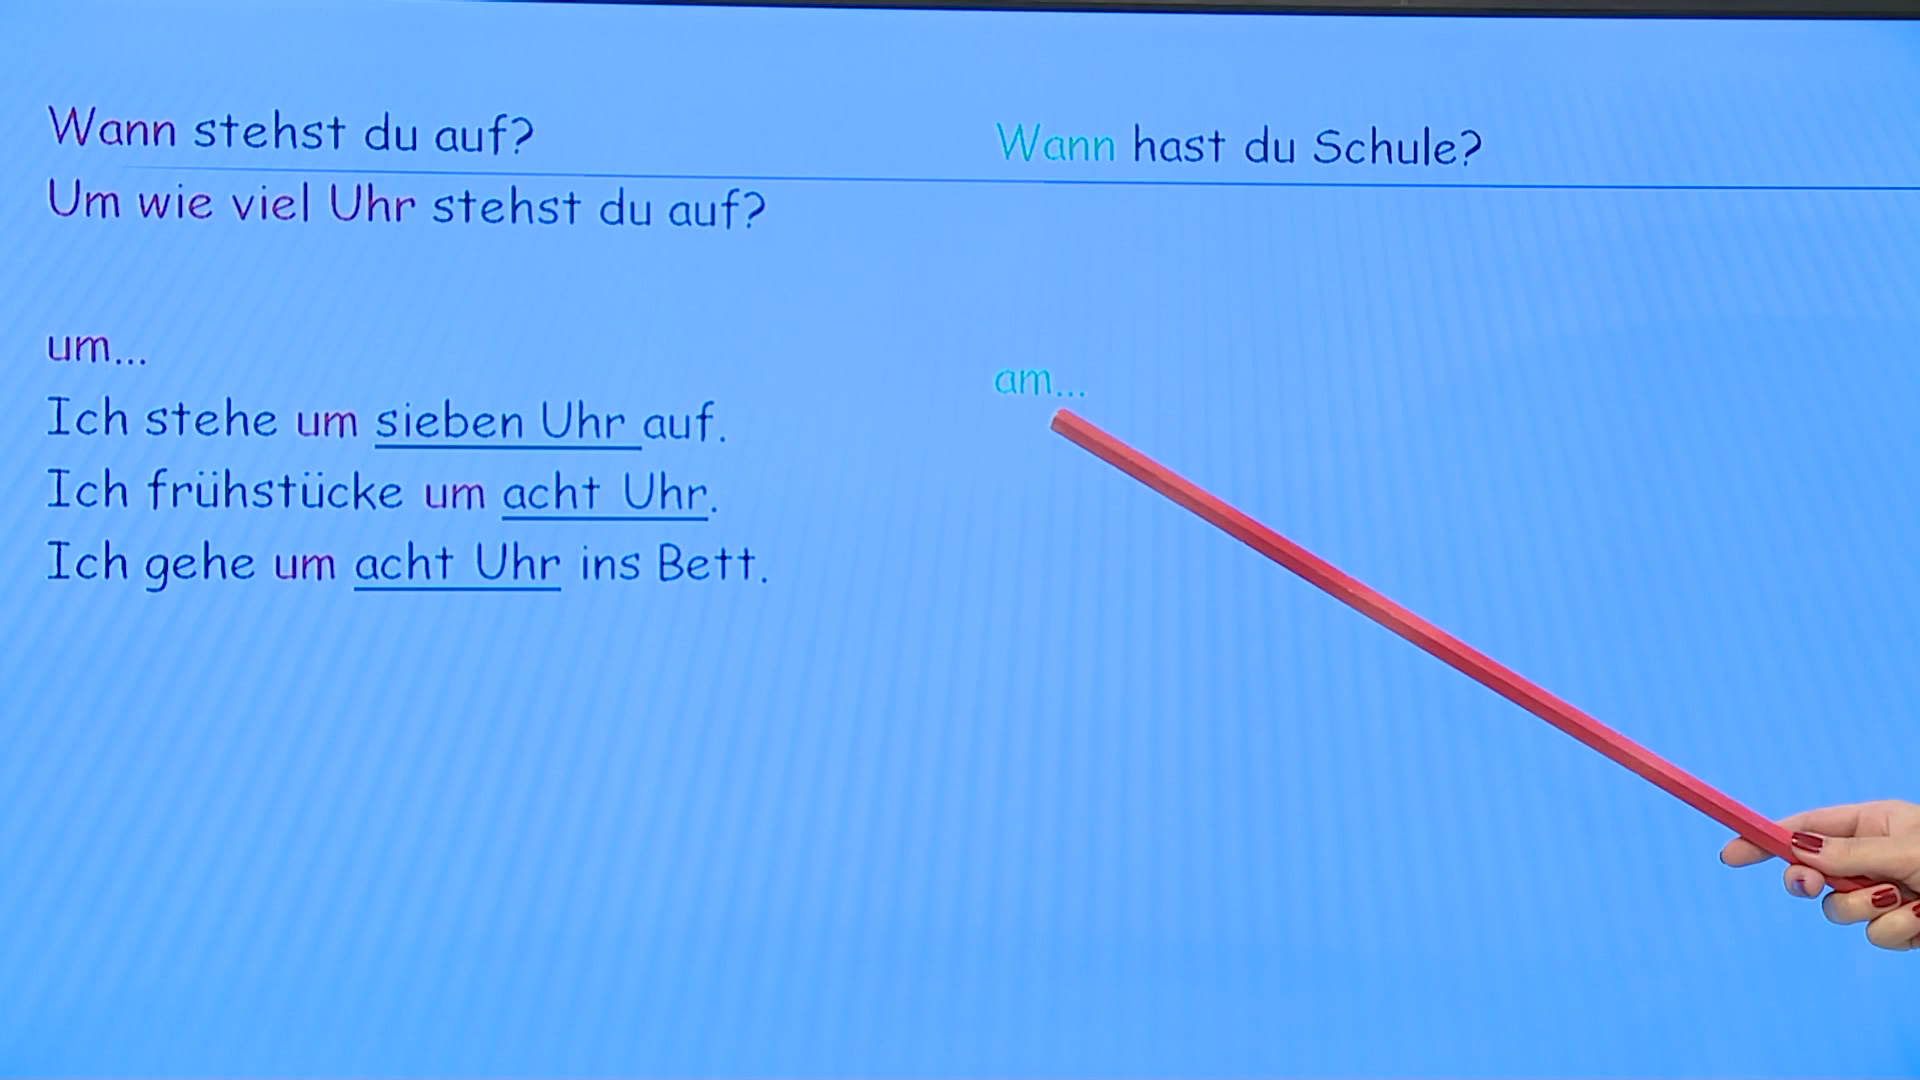 Wann stehst du auf?
Um wie viel Uhr stehst du auf?
um...
Ich stehe um sieben Uhr auf.
Ich frühstücke um acht Uhr.
Ich gehe um acht Uhr ins Bett.
Wann hast du Schule?
am...